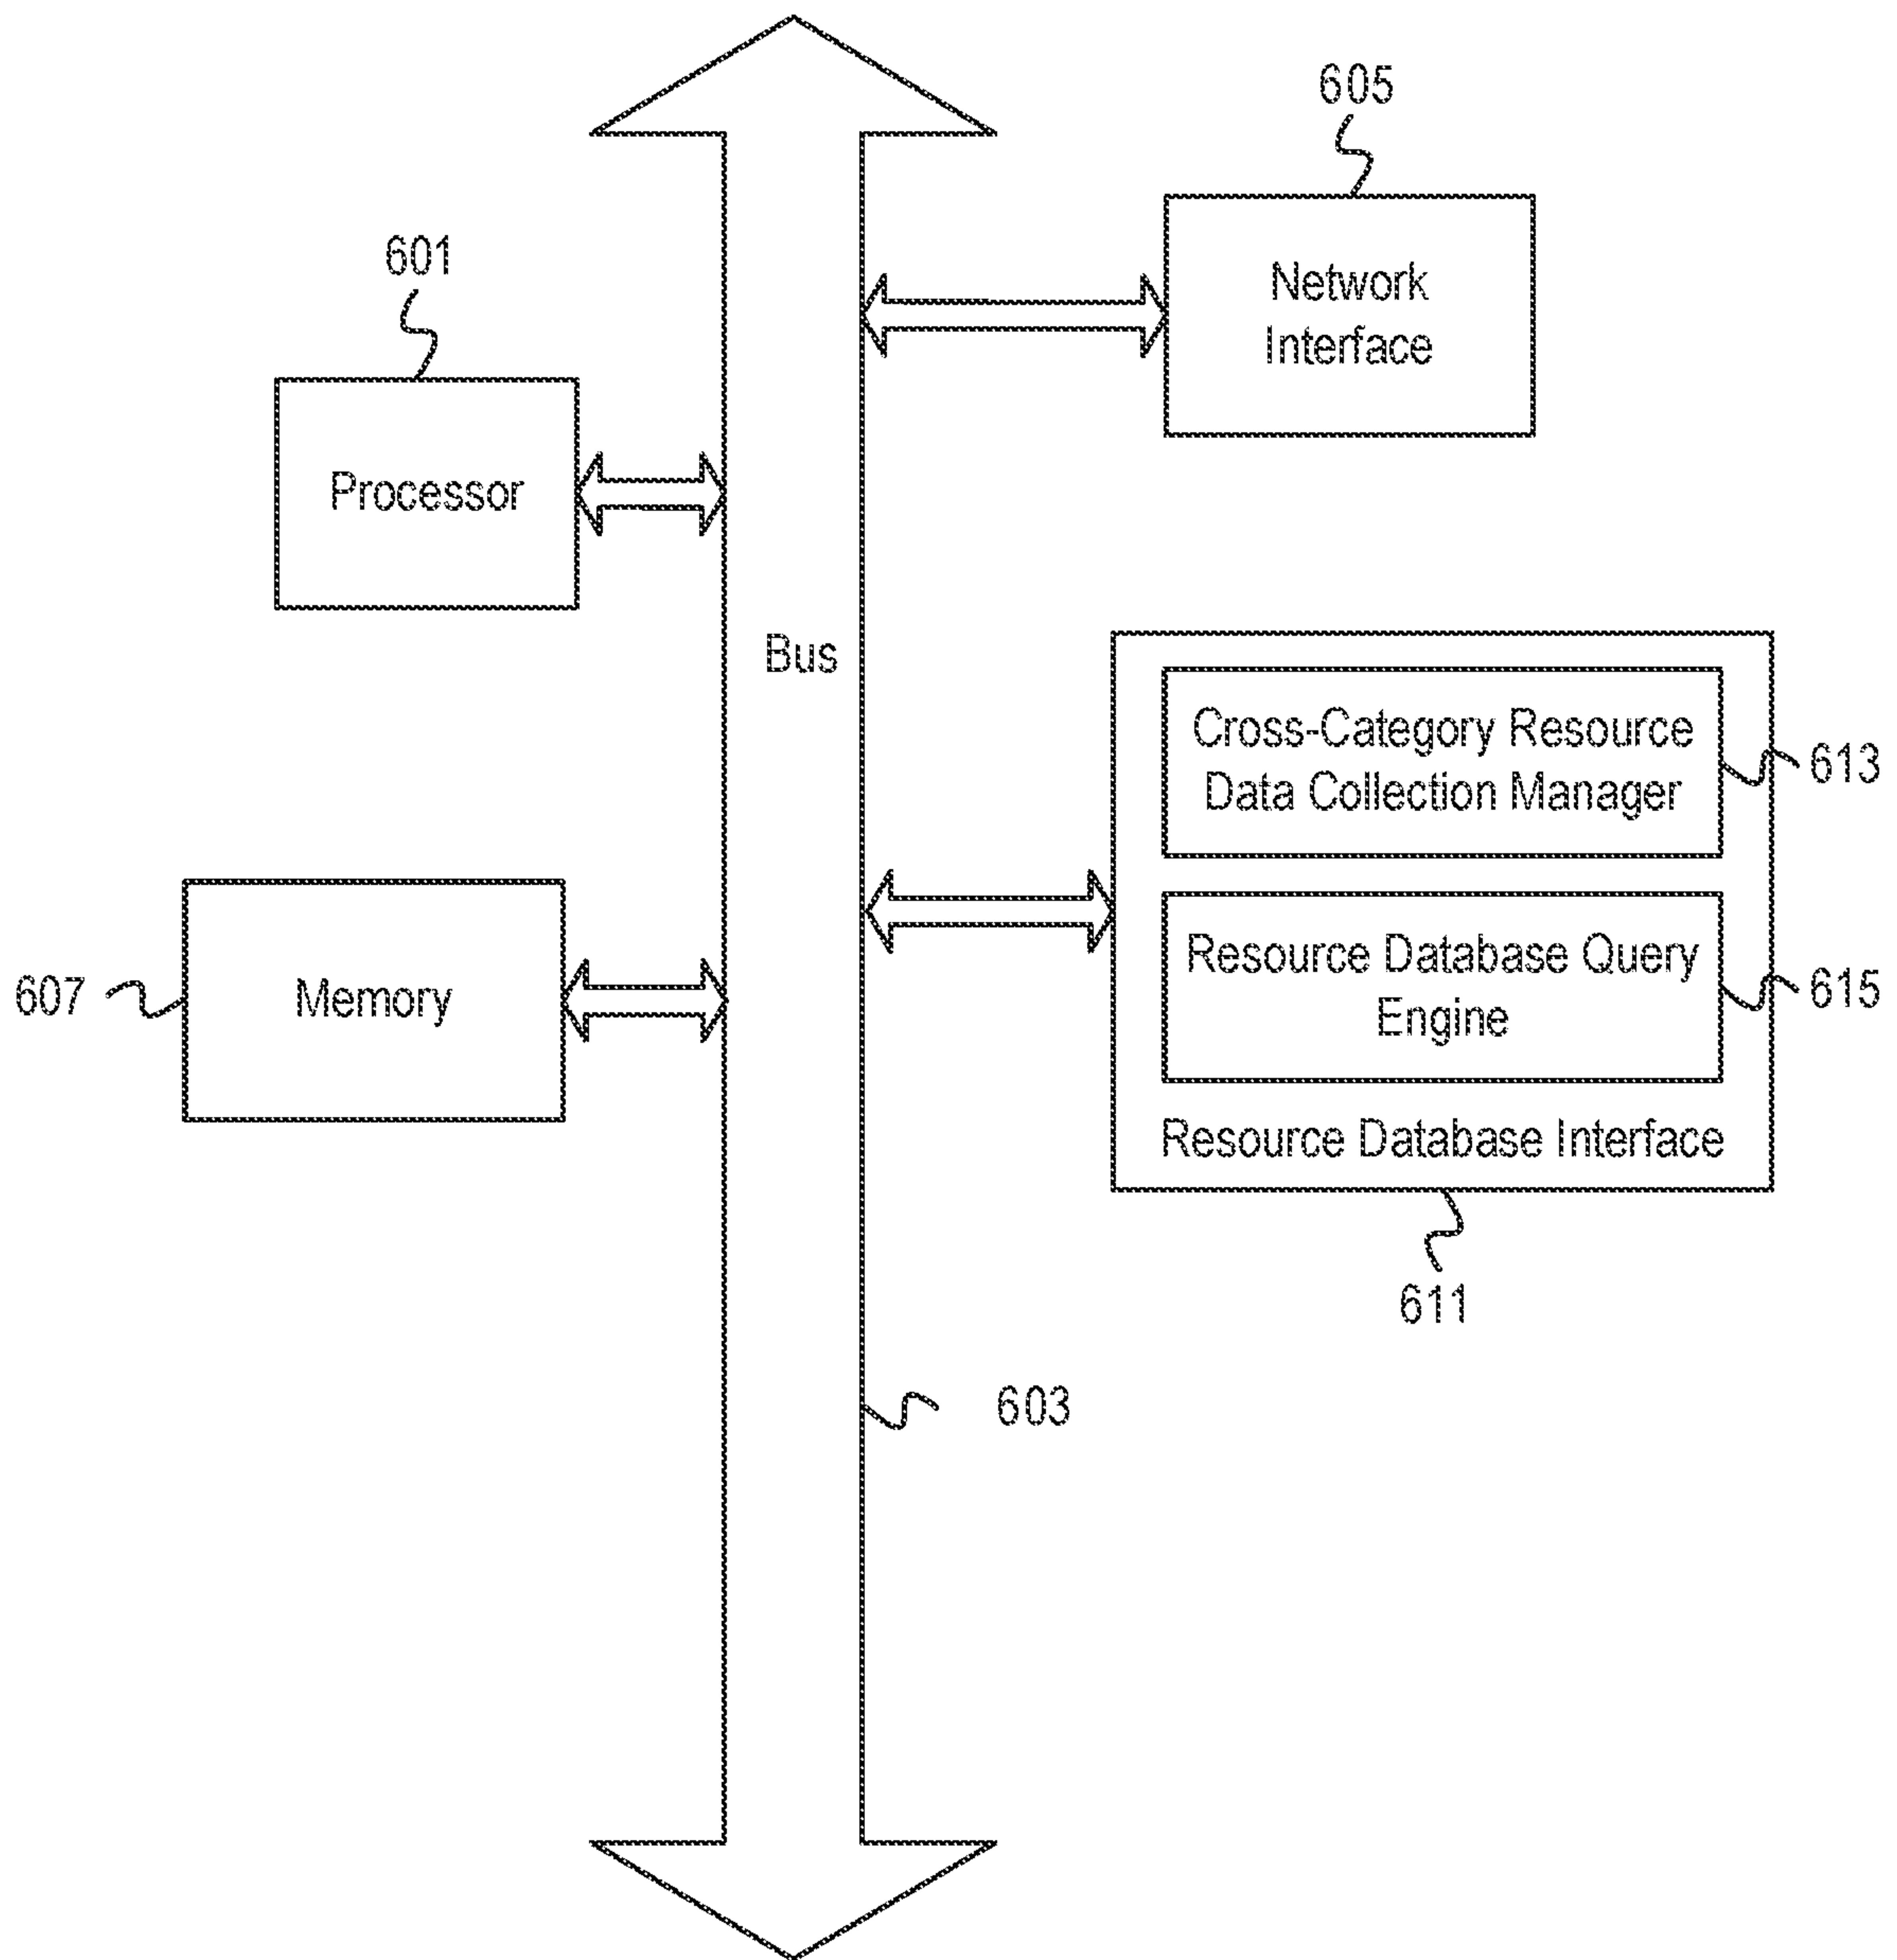 605
Network
Interface
601
Processor
Bus
Cross-Category Resource
Data Collection Manager
613
Resource Database Query
Engine
615
Resource Database Interface
611
607
Memory
603